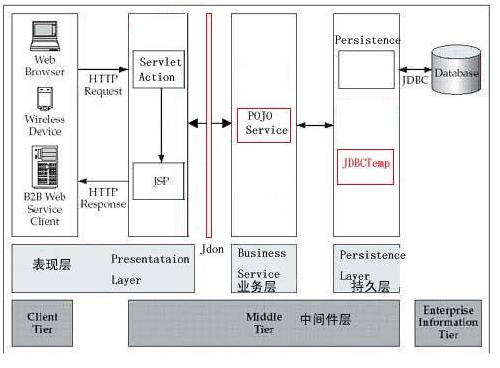 Web
Browser
HTTP
Request
Servlet
Action
Persistence
JDBC
Database
Wireless
Device
POJO
Service
JDBCTemp
B2B Web
Service
Client
HTTP
Response
JSP
Jdon
表现层
Presentataion
Layer
Business
Service
业务层
Persistence
Layer
持久层
Client
Tier
Middle
Tier
中间件层
Enterprise
Information
Tier